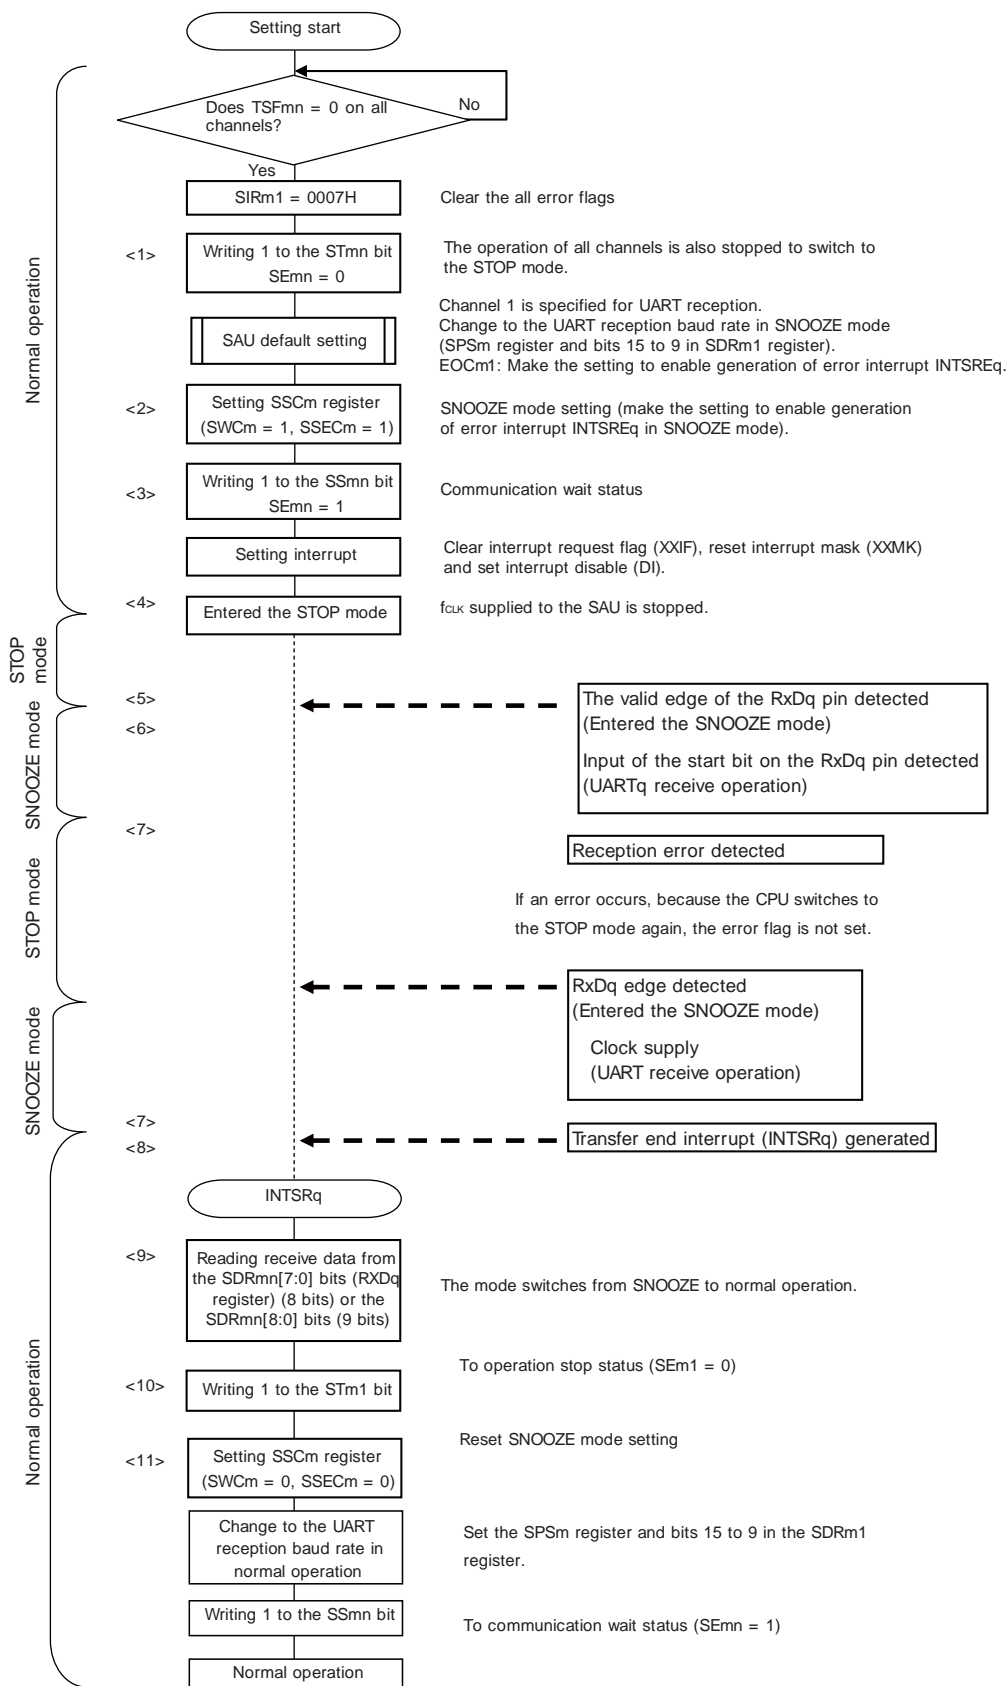 Setting start
Does TSFmn = 0 on all
channels?
No
Yes
SIRm1 = 0007H
Clear the all error flags
Normal operation
<1>
Writing 1 to the STmn bit
SEmn = 0
The operation of all channels is also stopped to switch to
the STOP mode.
SAU default setting
Channel 1 is specified for UART reception.
Change to the UART reception baud rate in SNOOZE mode
(SPSm register and bits 15 to 9 in SDRm1 register).
EOCm1: Make the setting to enable generation of error interrupt INTSREq.
<2>
Setting SSCm register
(SWCm = 1, SSECm = 1)
SNOOZE mode setting (make the setting to enable generation
of error interrupt INTSREq in SNOOZE mode).
<3>
Writing 1 to the SSmn bit
SEmn = 1
Communication wait status
Setting interrupt
Clear interrupt request flag (XXIF), reset interrupt mask (XXMK)
and set interrupt disable (DI).
<4>
Entered the STOP mode
fCLK supplied to the SAU is stopped.
STOP
mode
<5>
<6>
The valid edge of the RxDq pin detected
(Entered the SNOOZE mode)
Input of the start bit on the RxDq pin detected
(UARTq receive operation)
SNOOZE mode
<7>
Reception error detected
If an error occurs, because the CPU switches to
the STOP mode again, the error flag is not set.
STOP mode
RxDq edge detected
(Entered the SNOOZE mode)
Clock supply
(UART receive operation)
SNOOZE mode
<7>
<8>
Transfer end interrupt (INTSRq) generated
INTSRq
<9>
Reading receive data from
the SDRmn[7:0] bits (RXDq
register) (8 bits) or the
SDRmn[8:0] bits (9 bits)
The mode switches from SNOOZE to normal operation.
Normal operation
<10>
Writing 1 to the STm1 bit
To operation stop status (SEm1 = 0)
<11>
Setting SSCm register
(SWCm = 0, SSECm = 0)
Reset SNOOZE mode setting
Change to the UART
reception baud rate in
normal operation
Set the SPSm register and bits 15 to 9 in the SDRm1
register.
Writing 1 to the SSmn bit
To communication wait status (SEmn = 1)
Normal operation